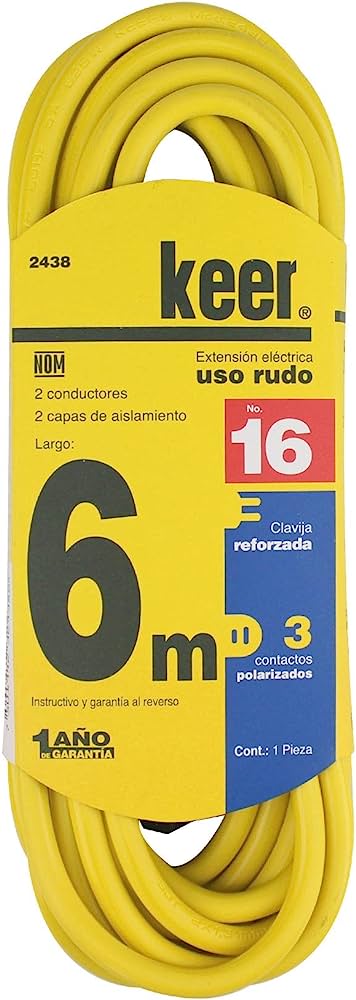 2438
keer®
NOM
Extensión eléctrica
uso rudo
2 conductores
2 capas de aislamiento
No.
16
Largo:
6m
Clavija
reforzada
3
contactos
polarizados
Instructivo y garantía al reverso
1 AÑO
DE GARANTÍA
Cont.: 1 Pieza